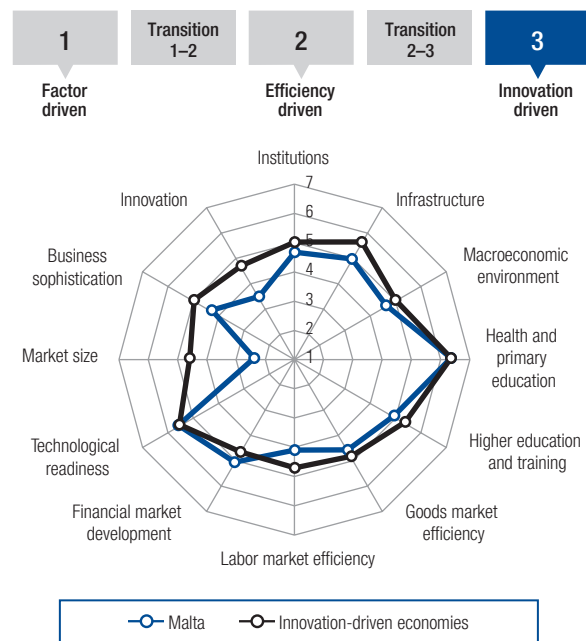 1
Transition
1–2
2
Transition
2–3
3
Factor
driven
Efficiency
driven
Innovation
driven
Institutions
Infrastructure
Macroeconomic
environment
Health and
primary
education
Higher education
and training
Goods market
efficiency
Labor market efficiency
Financial market
development
Technological
readiness
Market size
Business
sophistication
Innovation
7
6
5
4
3
2
1
Malta
Innovation-driven economies